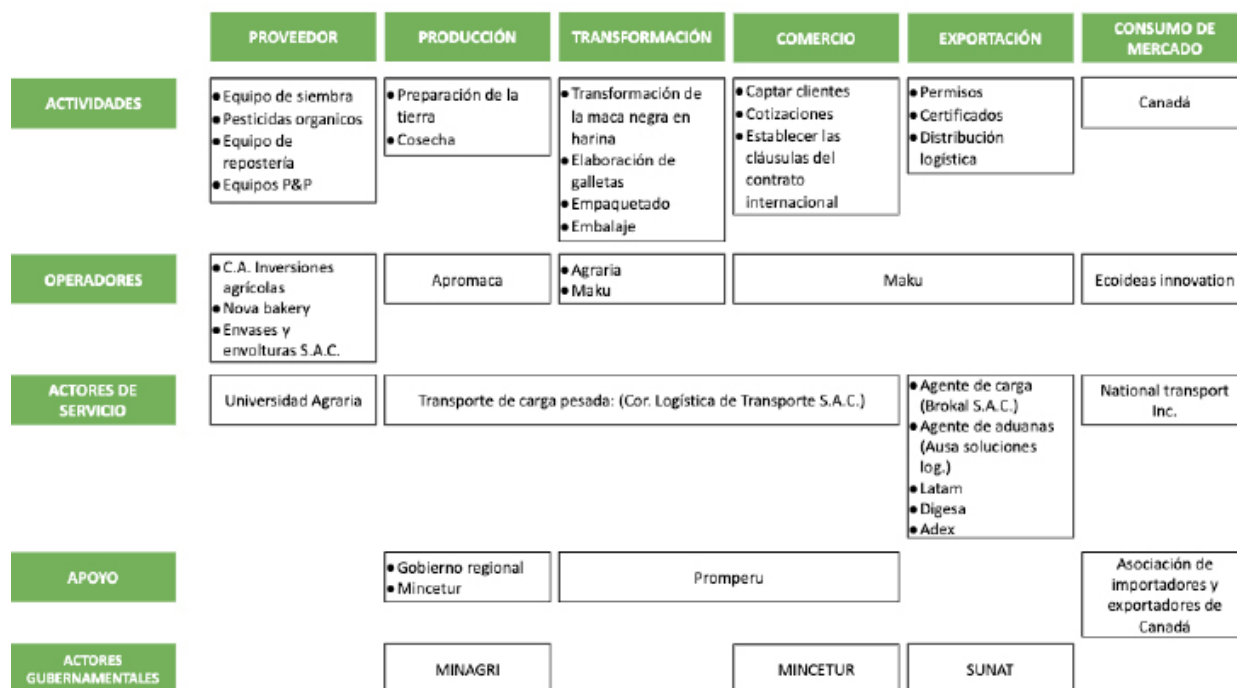 PROVEEDOR
PRODUCCIÓN
TRANSFORMACIÓN
COMERCIO
EXPORTACIÓN
CONSUMO DE
MERCADO
ACTIVIDADES
● Equipo de siembra
● Pesticidas organicos
● Equipo de
repostería
● Equipos P&P
● Preparación de la
tierra
● Cosecha
● Transformación de
la maca negra en
harina
● Elaboración de
galletas
● Empaquetado
● Embalaje
● Captar clientes
● Cotizaciones
● Establecer las
cláusulas del
contrato
internacional
● Permisos
● Certificados
● Distribución
logística
Canadá
OPERADORES
● C.A. Inversiones
agrícolas
● Nova bakery
● Envases y
envolturas S.A.C.
Apromaca
● Agraria
● Maku
Maku
Ecoideas innovation
ACTORES DE
SERVICIO
Universidad Agraria
Transporte de carga pesada: (Cor. Logística de Transporte S.A.C.)
● Agente de carga
(Brokal S.A.C.)
● Agente de aduanas
(Ausa soluciones
log.)
● Latam
● Digesa
● Adex
National transport
Inc.
APOYO
● Gobierno regional
● Mincetur
Promperu
Asociación de
importadores y
exportadores de
Canadá
ACTORES
GUBERNAMENTALES
MINAGRI
MINCETUR
SUNAT